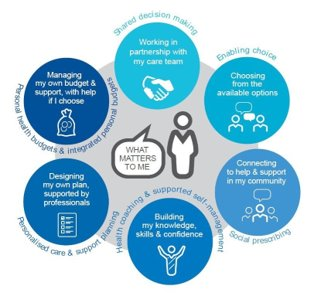 Shared decision making
Working in
partnership with
my care team
Enabling choice
Choosing
from the
available options
Connecting
to help & support
in my community
Social prescribing
Building
my knowledge,
skills & confidence
Health coaching & supported self-management
Designing
my own plan,
supported by
professionals
Personalised care & support planning
Managing
my own budget &
support, with help
if I choose
Personal health budgets & integrated personal budgets
WHAT
MATTERS
TO ME